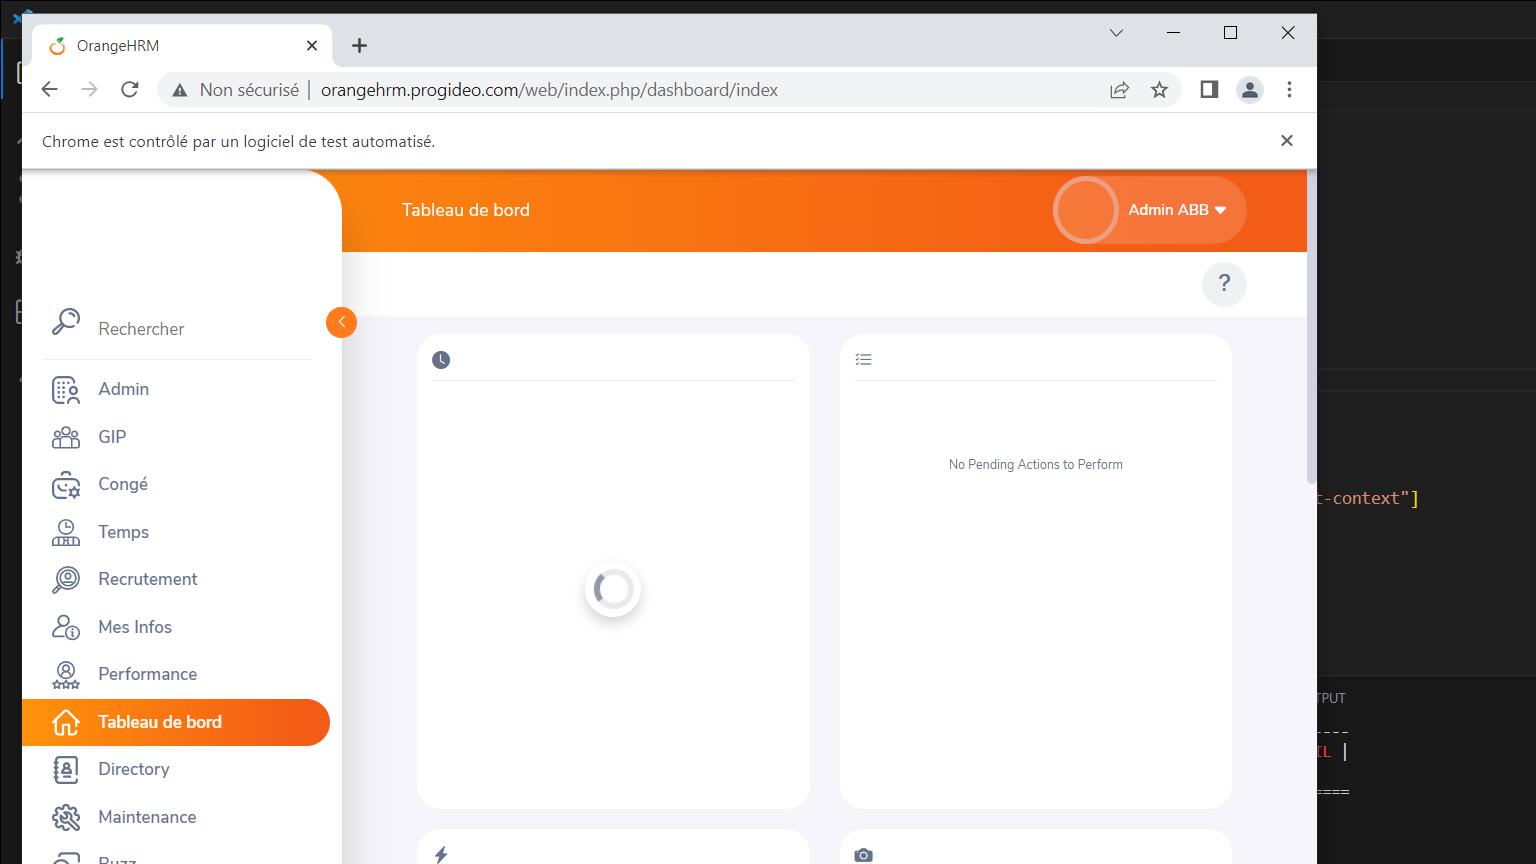 OrangeHRM
Non sécurisé | orangehrm.progideo.com/web/index.php/dashboard/index
Chrome est contrôlé par un logiciel de test automatisé.
Tableau de bord
Admin ABB
?
Rechercher
Admin
GIP
Congé
Temps
Recrutement
Mes Infos
Performance
Tableau de bord
Directory
Maintenance
Buzz
No Pending Actions to Perform
t-context"]
TPUT
----
IL |
====